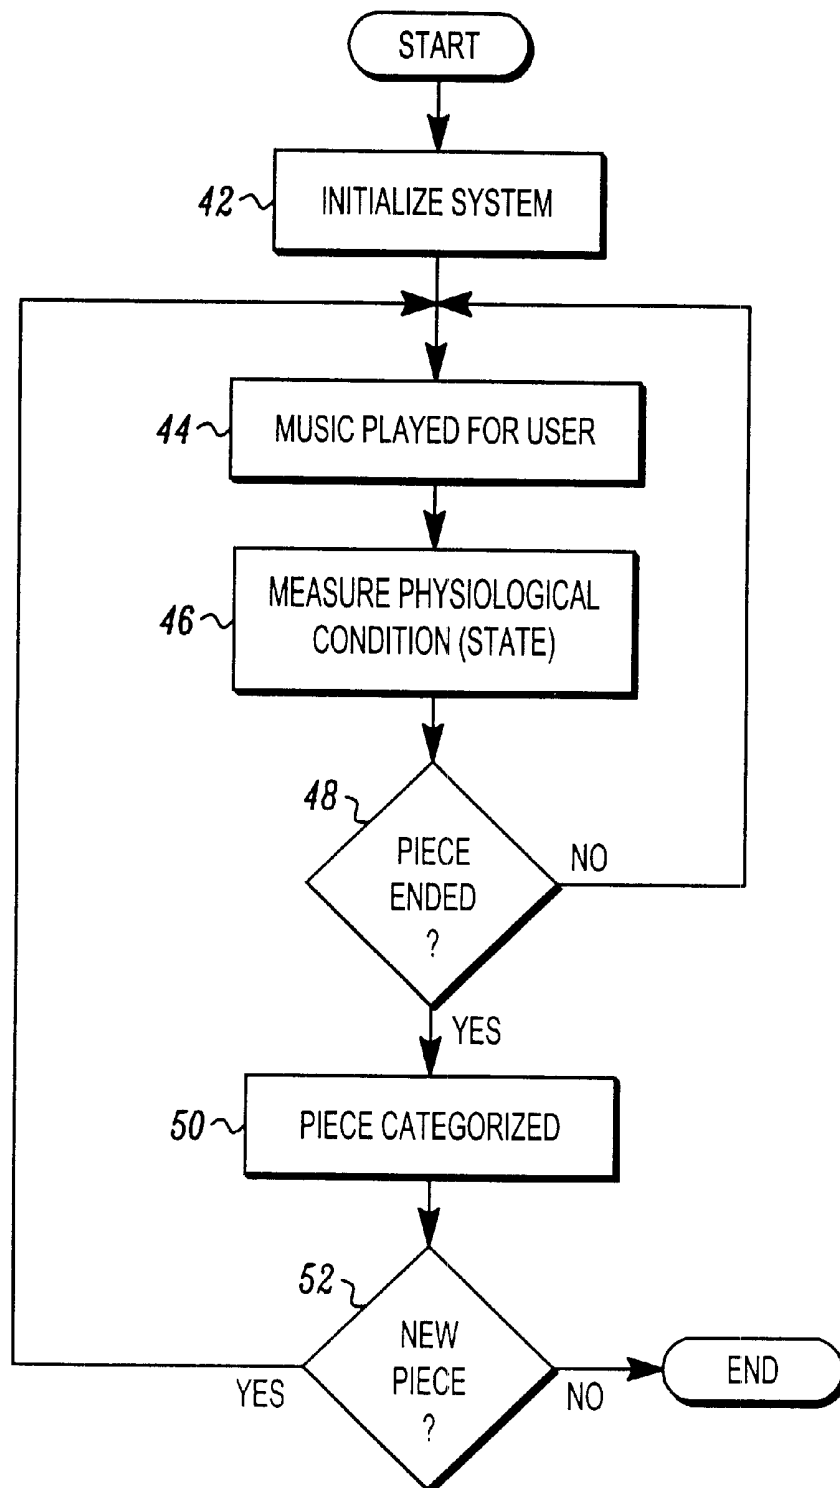 START
42
INITIALIZE SYSTEM
44
MUSIC PLAYED FOR USER
46
MEASURE PHYSIOLOGICAL
CONDITION (STATE)
48
PIECE
ENDED
?
NO
YES
50
PIECE CATEGORIZED
52
NEW
PIECE
?
YES
NO
END